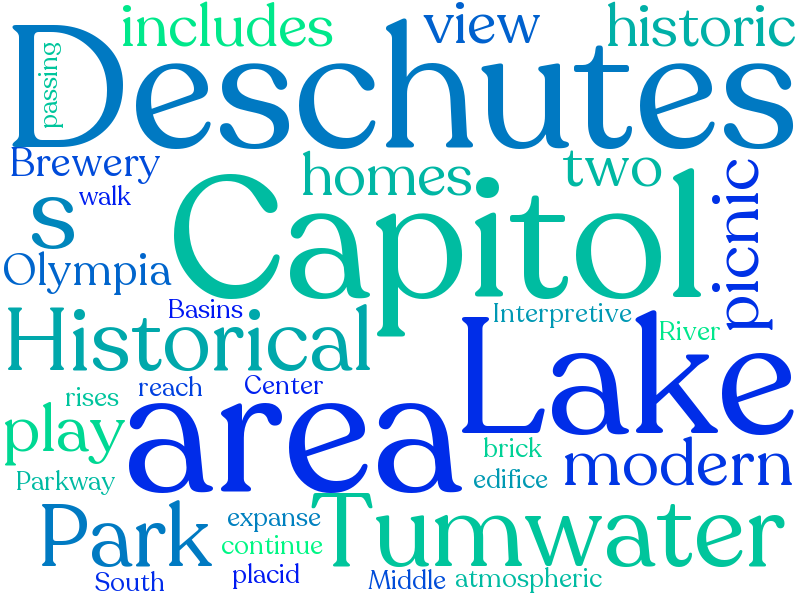 includes
view
historic
passing
Deschutes
Brewery
walk
homes
two
picnic
s
Capitol
Olympia
Basins
Interpretive
River
Historical
Lake
rises
reach
Center
area
play
brick
modern
Parkway
edifice
Park
expanse
Tumwater
continue
South
placid
Middle
atmospheric